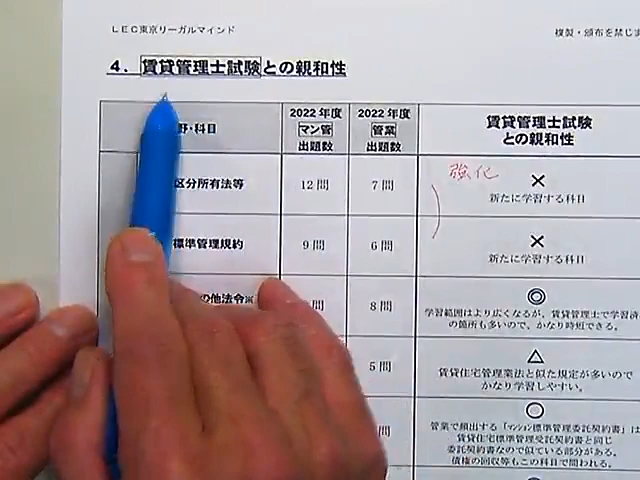 LEC東京リーガルマインド
複製・頒布を禁じま
4．賃貸管理士試験との親和性
野・科目
2022年度
マン管
出題数
2022年度
管業
出題数
賃貸管理士試験
との親和性
区分所有法等
12問
7問
強化
×
新たに学習する科目
標準管理規約
9問
6問
×
新たに学習する科目
の他法令※
問
8問
◎
学習範囲はより広くなるが、賃貸管理士で学習済
の箇所も多いので、かなり時短できる。
5問
△
賃貸住宅管理業法と似た規定が多いので
かなり学習しやすい。
問
○
管業で頻出する「マンション標準管理委託契約書」は
賃貸住宅標準管理受託契約書と同じ
委託契約書なので似ている部分がある。
債権の回収等もこの科目で問われる。